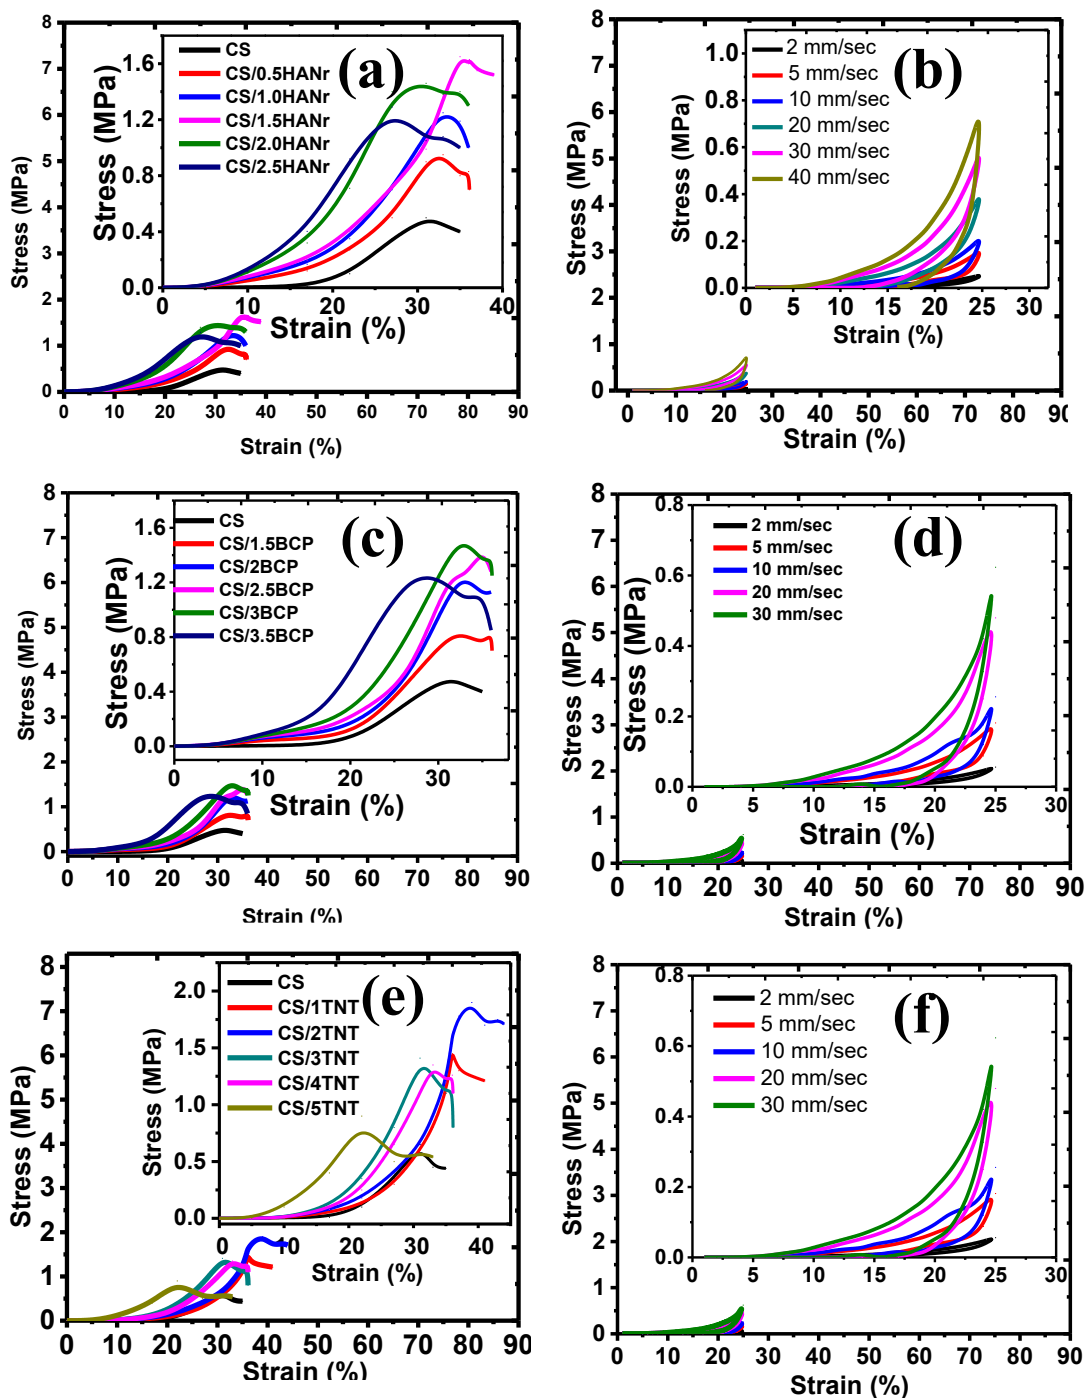 (a)
CS
CS/0.5HANr
CS/1.0HANr
CS/1.5HANr
CS/2.0HANr
CS/2.5HANr
1.6
1.2
0.8
0.4
0.0
Stress (MPa)
0 10 20 30 40
Strain (%)
8
7
6
5
4
3
2
1
0
Stress (MPa)
0 10 20 30 40 50 60 70 80 90
Strain (%)
(b)
2 mm/sec
5 mm/sec
10 mm/sec
20 mm/sec
30 mm/sec
40 mm/sec
1.0
0.8
0.6
0.4
0.2
0.0
Stress (MPa)
0 5 10 15 20 25 30
Strain (%)
8
7
6
5
4
3
2
1
0
Stress (MPa)
0 10 20 30 40 50 60 70 80 90
Strain (%)
(c)
CS
CS/1.5BCP
CS/2BCP
CS/2.5BCP
CS/3BCP
CS/3.5BCP
1.6
1.2
0.8
0.4
0.0
Stress (MPa)
0 10 20 30
Strain (%)
8
7
6
5
4
3
2
1
0
Stress (MPa)
0 10 20 30 40 50 60 70 80 90
Strain (%)
(d)
2 mm/sec
5 mm/sec
10 mm/sec
20 mm/sec
30 mm/sec
0.8
0.6
0.4
0.2
0.0
Stress (MPa)
0 5 10 15 20 25 30
Strain (%)
8
7
6
5
4
3
2
1
0
Stress (MPa)
0 10 20 30 40 50 60 70 80 90
Strain (%)
(e)
CS
CS/1TNT
CS/2TNT
CS/3TNT
CS/4TNT
CS/5TNT
2.0
1.5
1.0
0.5
0.0
Stress (MPa)
0 10 20 30 40
Strain (%)
8
7
6
5
4
3
2
1
0
Stress (MPa)
0 10 20 30 40 50 60 70 80 90
Strain (%)
(f)
2 mm/sec
5 mm/sec
10 mm/sec
20 mm/sec
30 mm/sec
0.8
0.6
0.4
0.2
0.0
Stress (MPa)
0 5 10 15 20 25 30
Strain (%)
8
7
6
5
4
3
2
1
0
Stress (MPa)
0 10 20 30 40 50 60 70 80 90
Strain (%)